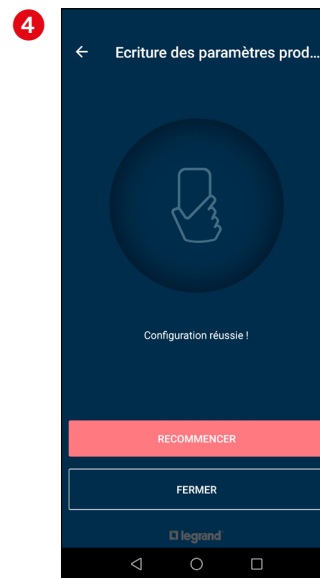 4
Ecriture des paramètres prod...
Configuration réussie !
RECOMMENCER
FERMER
legrand